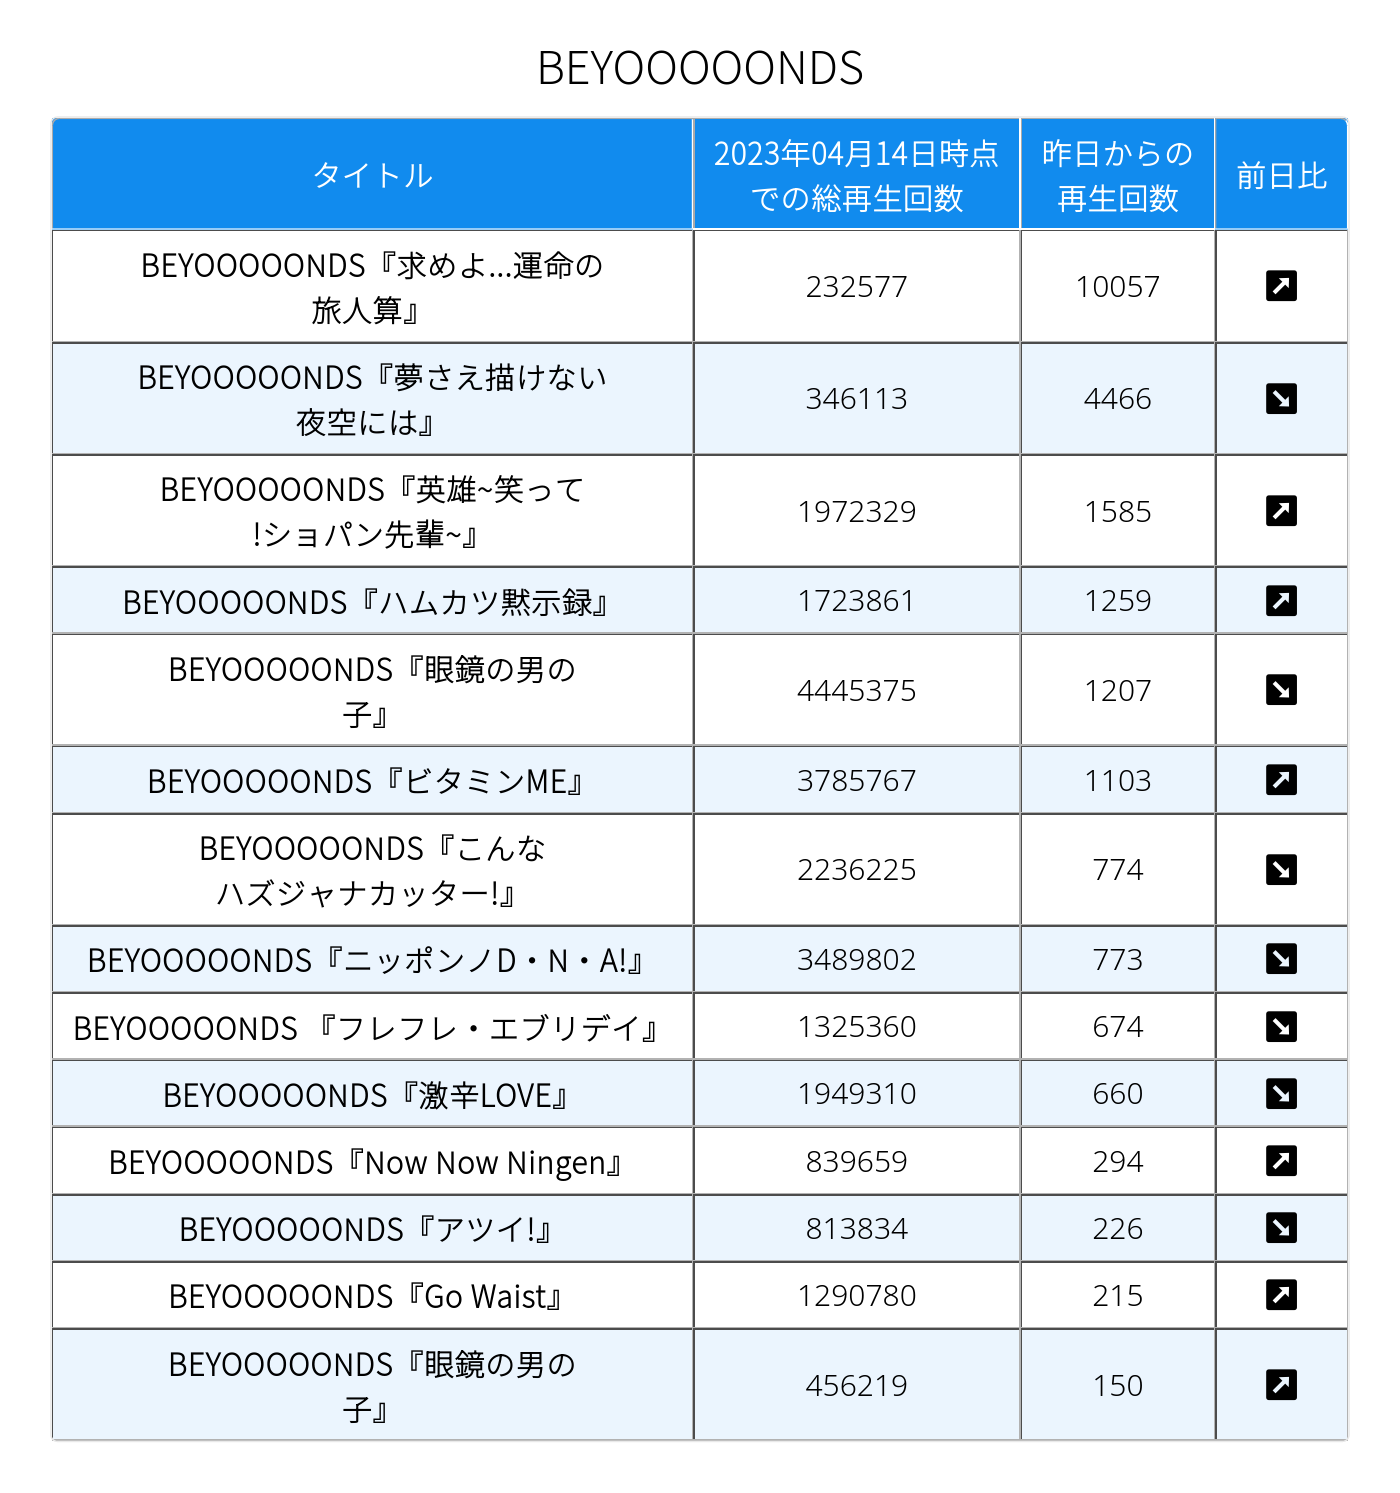 BEYOOOOONDS
タイトル
2023年04月14日時点
での総再生回数
昨日からの
再生回数
前日比
BEYOOOOONDS『求めよ...運命の
旅人算』
232577
10057
BEYOOOOONDS『夢さえ描けない
夜空には』
346113
4466
BEYOOOOONDS『英雄~笑って
!ショパン先輩~』
1972329
1585
BEYOOOOONDS『ハムカツ黙示録』
1723861
1259
BEYOOOOONDS『眼鏡の男の
子』
4445375
1207
BEYOOOOONDS『ビタミンME』
3785767
1103
BEYOOOOONDS『こんな
ハズジャナカッター!』
2236225
774
BEYOOOOONDS『ニッポンノD・N・A!』
3489802
773
BEYOOOOONDS 『フレフレ・エブリデイ』
1325360
674
BEYOOOOONDS『激辛LOVE』
1949310
660
BEYOOOOONDS『Now Now Ningen』
839659
294
BEYOOOOONDS『アツイ!』
813834
226
BEYOOOOONDS『Go Waist』
1290780
215
BEYOOOOONDS『眼鏡の男の
子』
456219
150